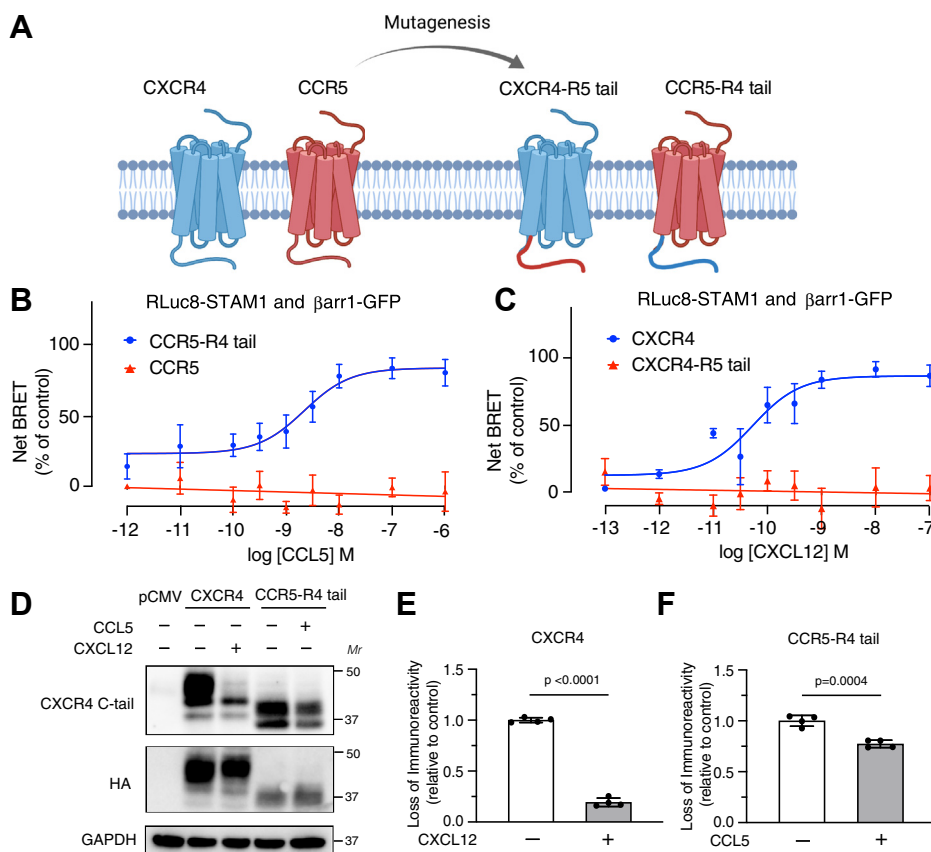 A
Mutagenesis
CXCR4
CCR5
CXCR4-R5 tail
CCR5-R4 tail
B
RLuc8-STAM1 and βarr1-GFP
CCR5-R4 tail
CCR5
Net BRET
(% of control)
100
50
0
-12 -11 -10 -9 -8 -7 -6
log [CCL5] M
C
RLuc8-STAM1 and βarr1-GFP
CXCR4
CXCR4-R5 tail
Net BRET
(% of control)
100
50
0
-13 -12 -11 -10 -9 -8 -7
log [CXCL12] M
D
pCMV CXCR4 CCR5-R4 tail
CCL5 – – – – +
CXCL12 – – + – –
Mr
CXCR4 C-tail
50
37
HA
50
37
GAPDH
37
E
CXCR4
Loss of Immunoreactivity
(relative to control)
1.5
1.0
0.5
0.0
p <0.0001
CXCL12 – +
F
CCR5-R4 tail
Loss of Immunoreactivity
(relative to control)
1.5
1.0
0.5
0.0
p=0.0004
CCL5 – +